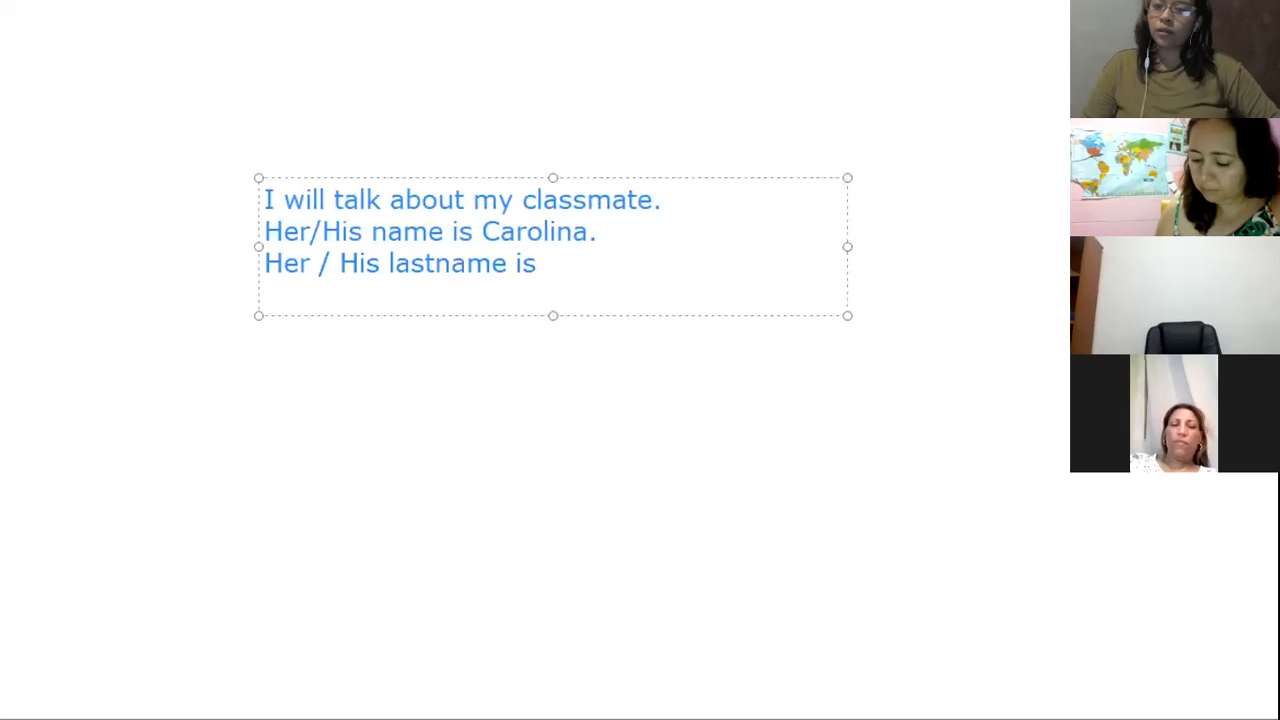 I will talk about my classmate.
Her/His name is Carolina.
Her / His lastname is